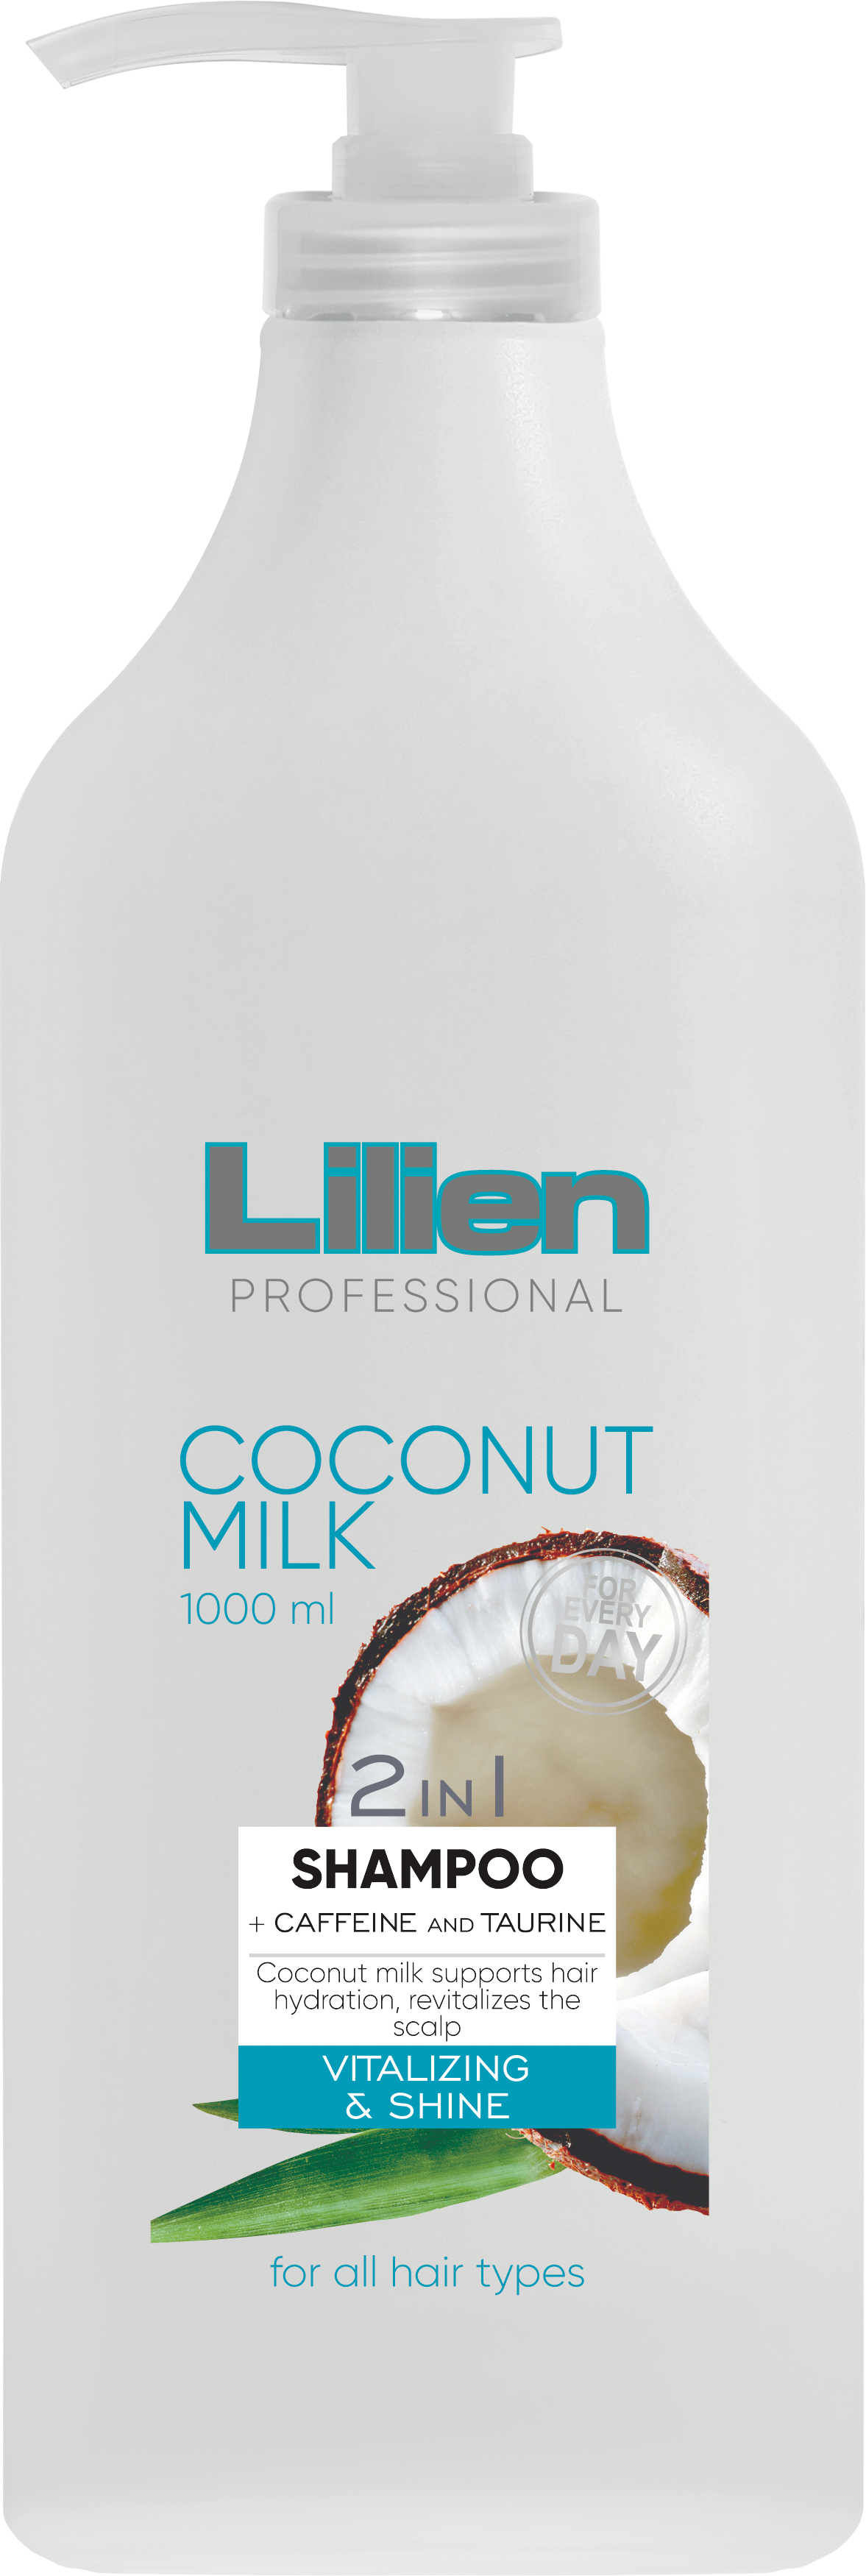 Lilien
PROFESSIONAL
COCONUT
MILK
1000 ml
FOR
EVERY
DAY
2 IN 1
SHAMPOO
+ CAFFEINE AND TAURINE
Coconut milk supports hair
hydration, revitalizes the
scalp
VITALIZING
& SHINE
for all hair types